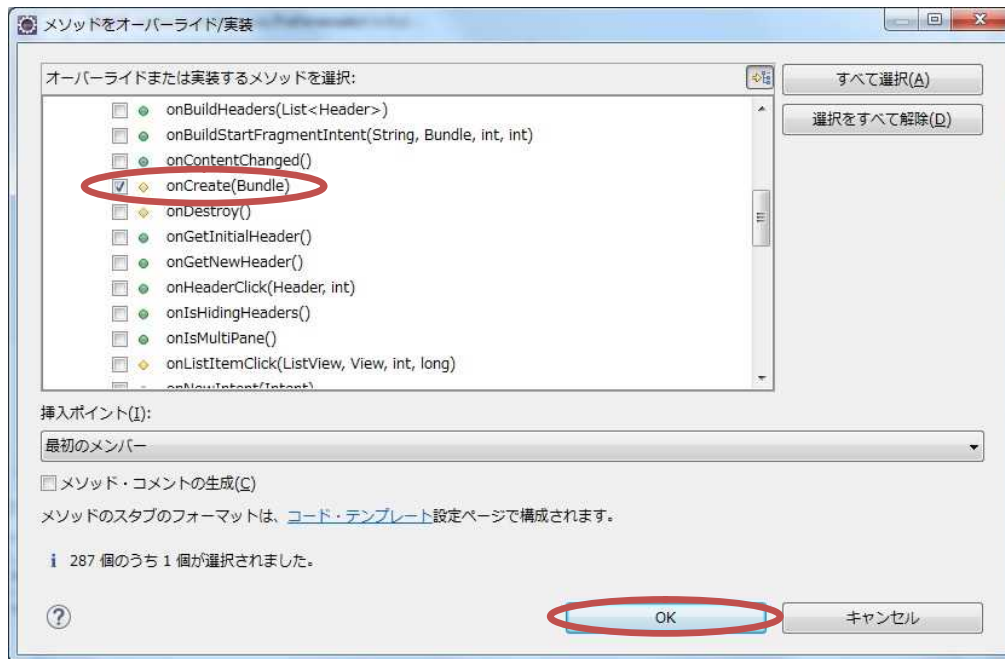 メソッドをオーバーライド/実装
オーバーライドまたは実装するメソッドを選択:
すべて選択(A)
選択をすべて解除(D)
onBuildHeaders(List<Header>)
onBuildStartFragmentIntent(String, Bundle, int, int)
onContentChanged()
onCreate(Bundle)
onDestroy()
onGetInitialHeader()
onGetNewHeader()
onHeaderClick(Header, int)
onIsHidingHeaders()
onIsMultiPane()
onListItemClick(ListView, View, int, long)
onNewIntent(Intent)
挿入ポイント(I):
最初のメンバー
メソッド・コメントの生成(C)
メソッドのスタブのフォーマットは、コード・テンプレート設定ページで構成されます。
287 個のうち 1 個が選択されました。
OK
キャンセル